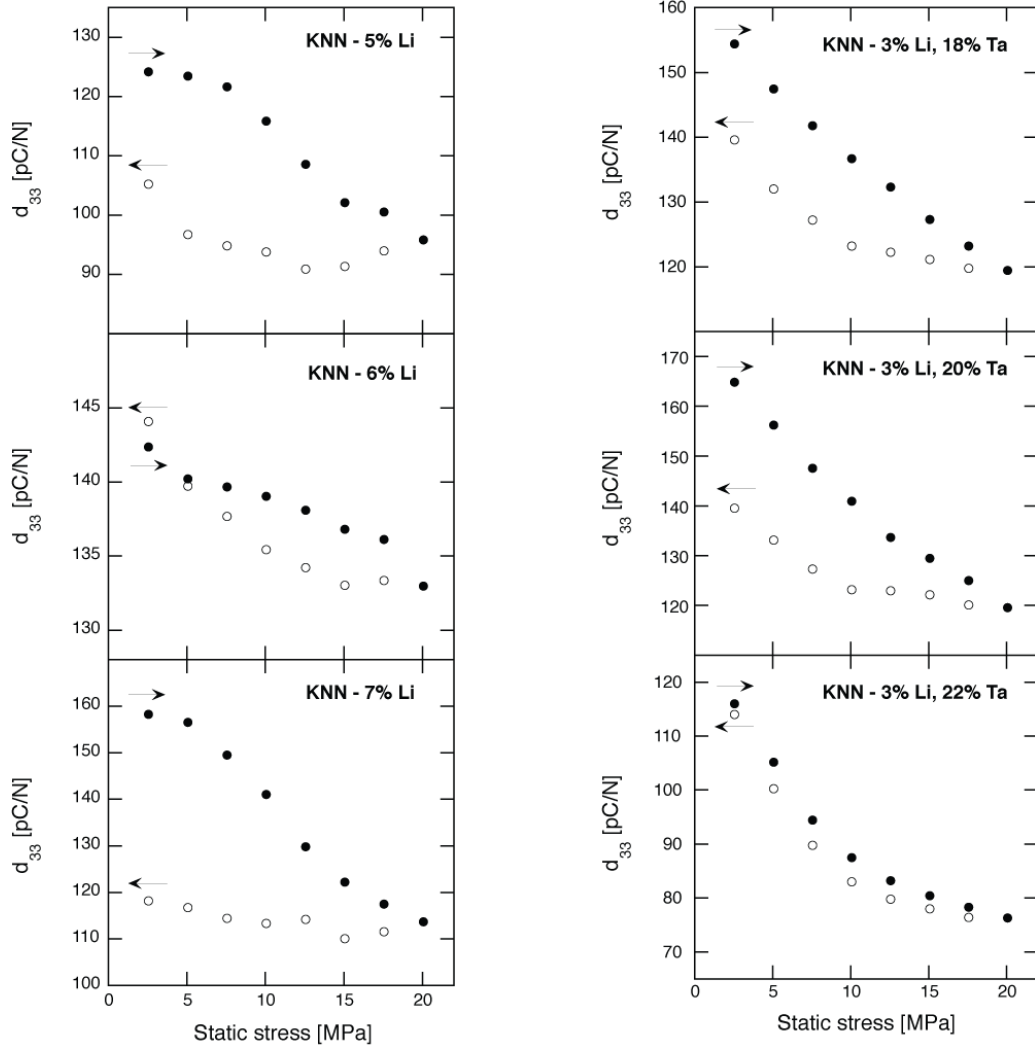 KNN - 5% Li
130
120
110
100
90
d33 [pC/N]
KNN - 6% Li
145
140
135
130
d33 [pC/N]
KNN - 7% Li
160
150
140
130
120
110
100
d33 [pC/N]
0 5 10 15 20
Static stress [MPa]
KNN - 3% Li, 18% Ta
160
150
140
130
120
d33 [pC/N]
KNN - 3% Li, 20% Ta
170
160
150
140
130
120
d33 [pC/N]
KNN - 3% Li, 22% Ta
120
110
100
90
80
70
d33 [pC/N]
0 5 10 15 20
Static stress [MPa]